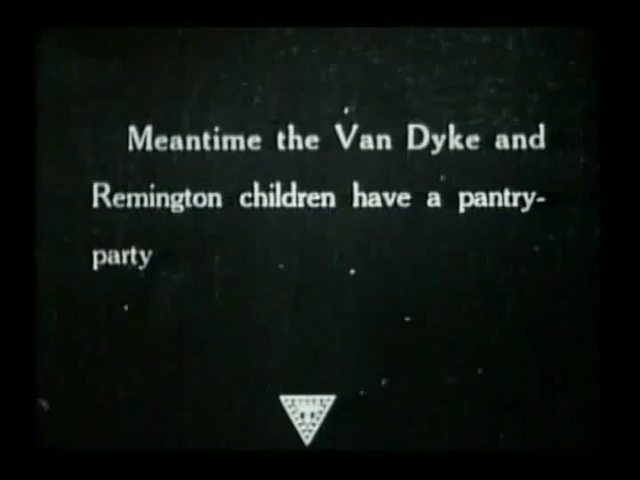 Meantime the Van Dyke and
Remington children have a pantry-
party